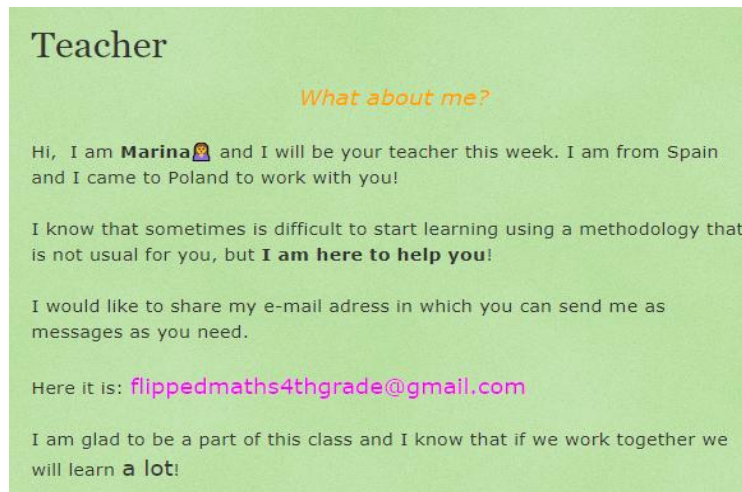 Teacher
What about me?
Hi, I am Marina🤦‍♀️ and I will be your teacher this week. I am from Spain
and I came to Poland to work with you!
I know that sometimes is difficult to start learning using a methodology that
is not usual for you, but I am here to help you!
I would like to share my e-mail adress in which you can send me as
messages as you need.
Here it is: flippedmaths4thgrade@gmail.com
I am glad to be a part of this class and I know that if we work together we
will learn a lot!